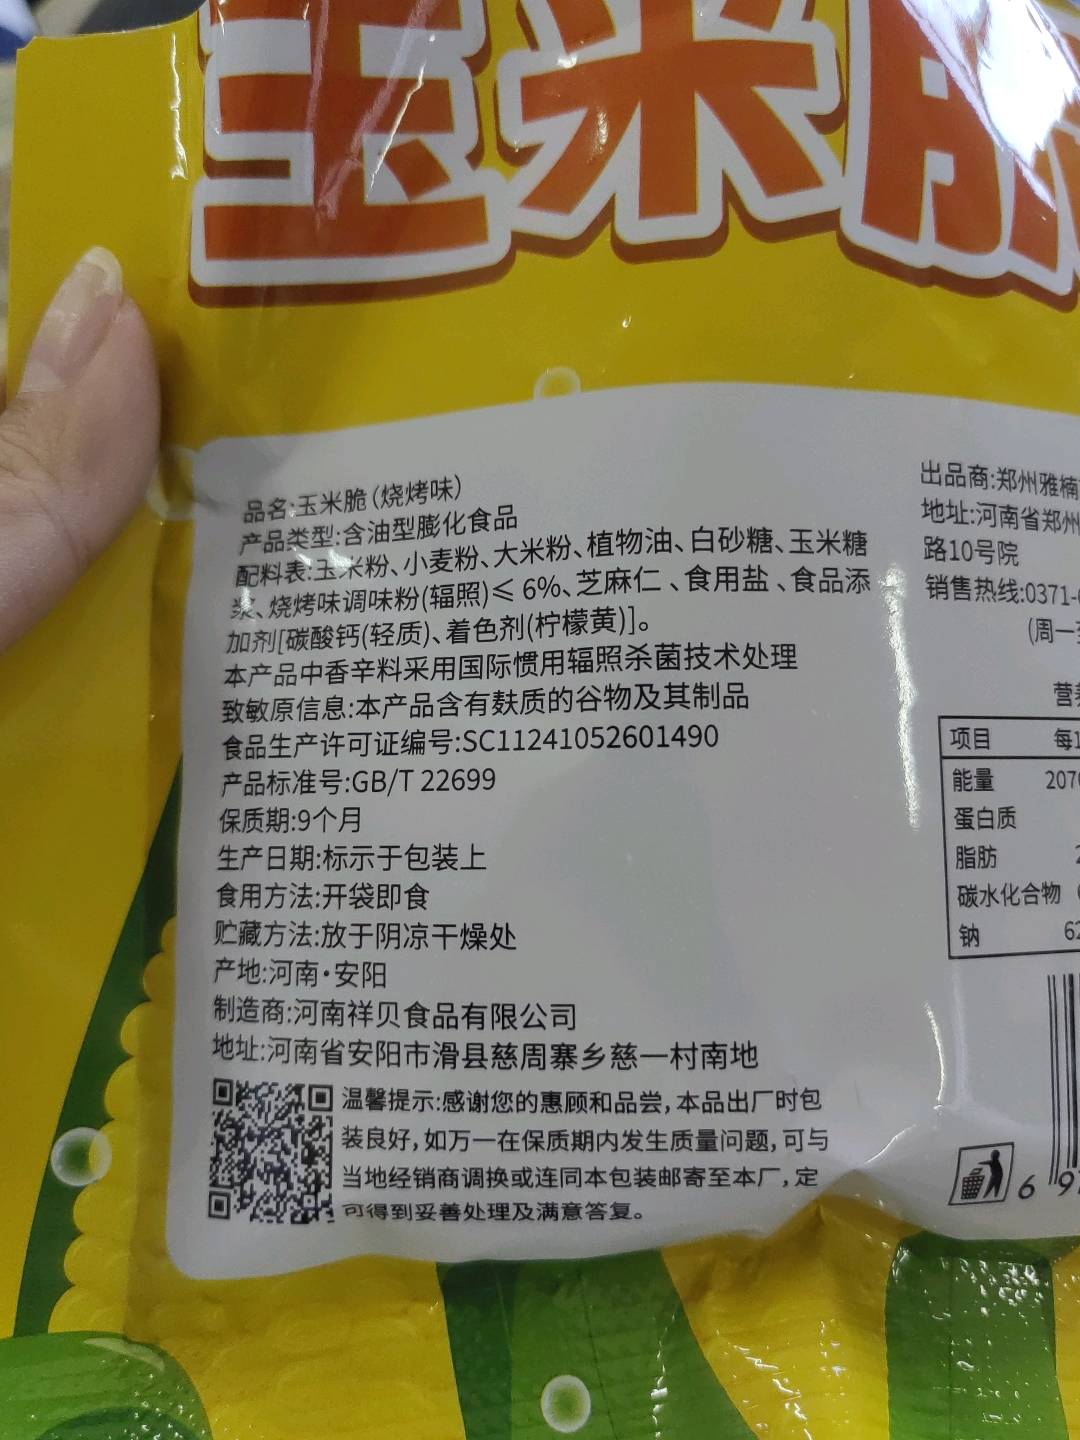 玉米脆
品名:玉米脆(烧烤味)
产品类型:含油型膨化食品
配料表:玉米粉、小麦粉、大米粉、植物油、白砂糖、玉米糖
浆、烧烤味调味粉(辐照)≤ 6%、芝麻仁、食用盐、食品添
加剂[碳酸钙(轻质)、着色剂(柠檬黄)]。
本产品中香辛料采用国际惯用辐照杀菌技术处理
致敏原信息:本产品含有麸质的谷物及其制品
食品生产许可证编号:SC11241052601490
产品标准号:GB/T 22699
保质期:9个月
生产日期:标示于包装上
食用方法:开袋即食
贮藏方法:放于阴凉干燥处
产地:河南·安阳
制造商:河南祥贝食品有限公司
地址:河南省安阳市滑县慈周寨乡慈一村南地
温馨提示:感谢您的惠顾和品尝,本品出厂时包
装良好,如万一在保质期内发生质量问题,可与
当地经销商调换或连同本包装邮寄至本厂,定
可得到妥善处理及满意答复。
出品商:郑州雅楠
地址:河南省郑州
路10号院
销售热线:0371-
(周一
营
项目 每1
能量 207
蛋白质
脂肪
碳水化合物
钠 62
6 9